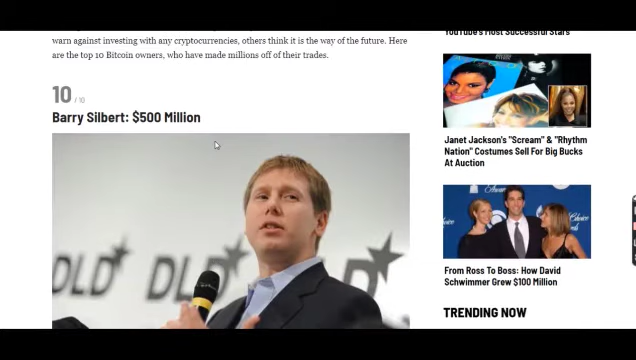 warn against investing with any cryptocurrencies, others think it is the way of the future. Here
are the top 10 Bitcoin owners, who have made millions off of their trades.
10 / 10
Barry Silbert: $500 Million
DLD DLD DLD
YouTube's Most Successful Stars
Janet Jackson's "Scream" & "Rhythm
Nation" Costumes Sell For Big Bucks
At Auction
From Ross To Boss: How David
Schwimmer Grew $100 Million
TRENDING NOW